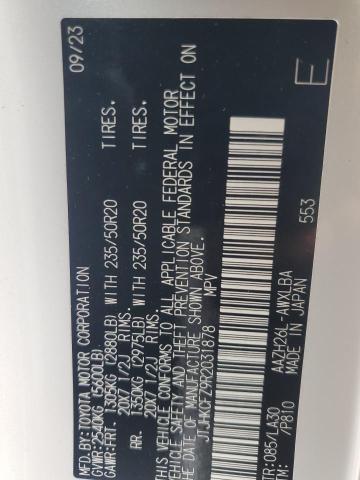 MFD.BY:TOYOTA MOTOR CORPORATION 09/23
GVWR:2540KG (5600LB)
GAWR:FRT. 1305KG (2880LB) WITH 235/50R20 TIRES.
20X7 1/2J RIMS.
RR. 1350KG (2975LB) WITH 235/50R20 TIRES.
20X7 1/2J RIMS.
THIS VEHICLE CONFORMS TO ALL APPLICABLE FEDERAL MOTOR
VEHICLE SAFETY AND THEFT PREVENTION STANDARDS IN EFFECT ON
THE DATE OF MANUFACTURE SHOWN ABOVE.
MPV
E
AAZH26L-AWXLBA
TR:085/LA30 MADE IN JAPAN 553
/P810